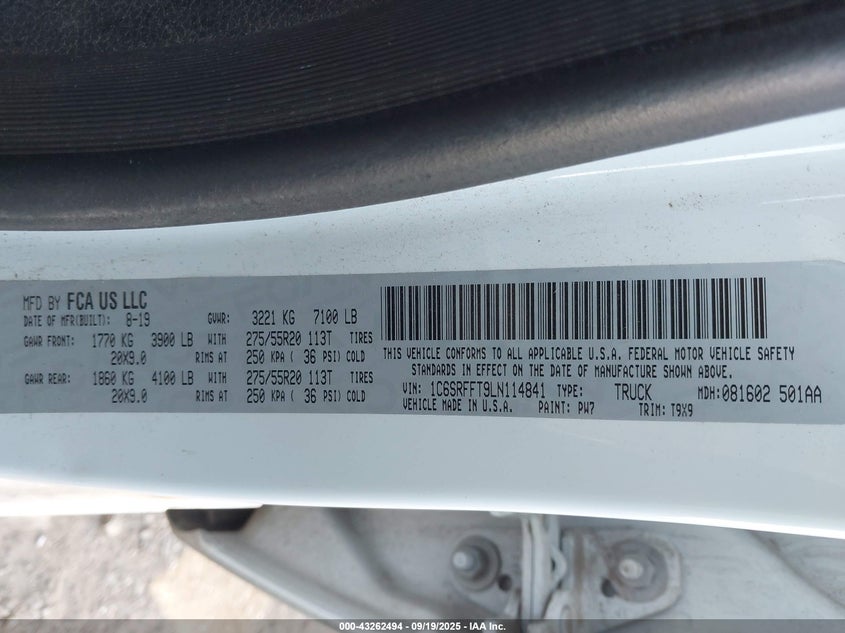 MFD BY FCA US LLC
DATE OF MFR(BUILT): 8-19 GVWR: 3221 KG 7100 LB
GAWR FRONT: 1770 KG 3900 LB WITH 275/55R20 113T TIRES
20X9.0 RIMS AT 250 KPA ( 36 PSI) COLD
GAWR REAR: 1860 KG 4100 LB WITH 275/55R20 113T TIRES
20X9.0 RIMS AT 250 KPA ( 36 PSI) COLD
THIS VEHICLE CONFORMS TO ALL APPLICABLE U.S.A. FEDERAL MOTOR VEHICLE SAFETY
STANDARDS IN EFFECT ON THE DATE OF MANUFACTURE SHOWN ABOVE.
VIN: 1C6SRFFT9LN114841 TYPE: TRUCK MDH:081602 501AA
VEHICLE MADE IN U.S.A. PAINT: PW7 TRIM: T9X9
000-43262494 - 09/19/2025 - IAA Inc.